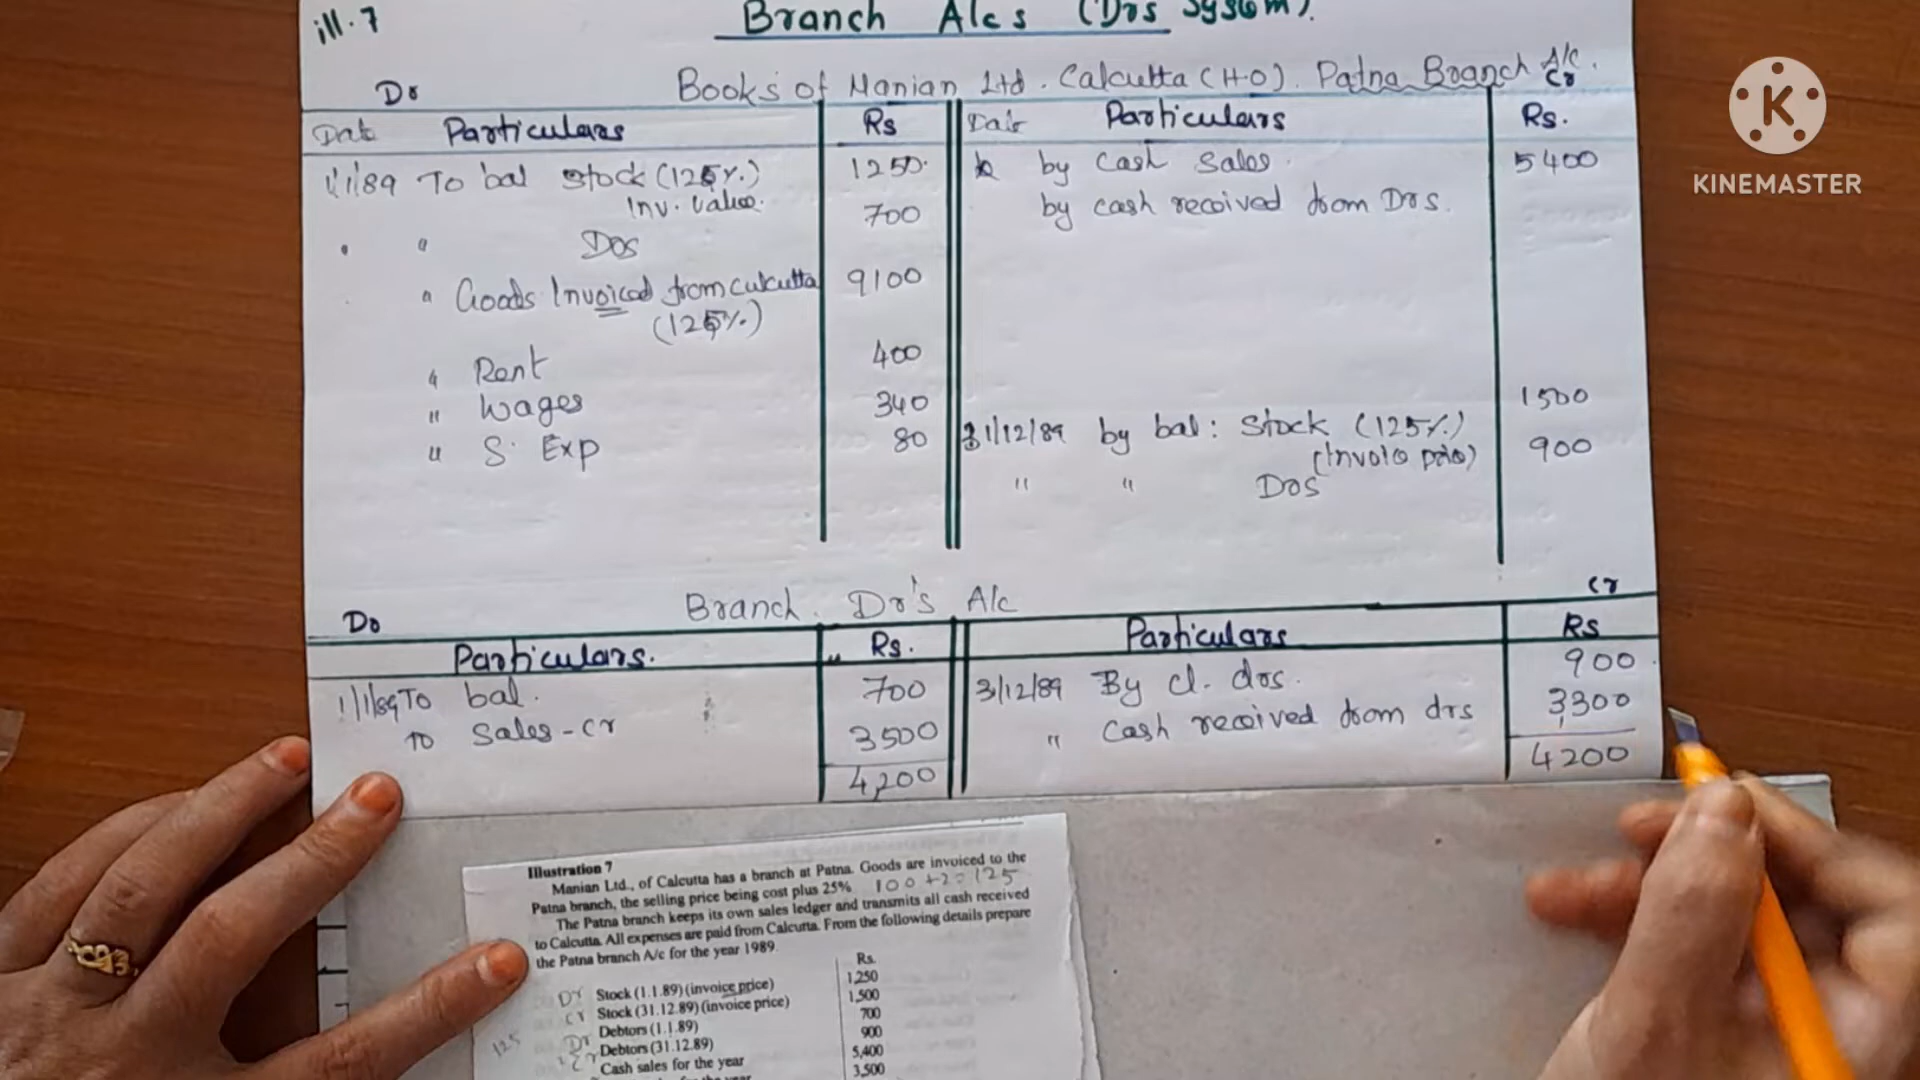 ill.7
Branch A/cs (Drs System).
Dr
Books of Manian Ltd. Calcutta (H.O). Patna Branch A/c.
Cr
Date Particulars Rs Date Particulars Rs.
1/1/89 To bal Stock (125%.) 1250. by Cash Sales. 5400
Inv. Value.
" " Drs 700 by cash received from Drs.
" Goods Invoiced from Calcutta 9100
(125%)
" Rent 400
" Wages 340
" S. Exp 80
31/12/89 by bal: Stock (125%.) 1500
(Invoice price)
" " Drs 900
Branch. Dr's A/c
Dr
Cr
Particulars. Rs. Particulars Rs
1/1/89 To bal. 700 31/12/89 By cl. drs. 900
To Sales - Cr 3500 " Cash received from drs 3,300
4,200 4200
Illustration 7
Manian Ltd., of Calcutta has a branch at Patna. Goods are invoiced to the
Patna branch, the selling price being cost plus 25%
The Patna branch keeps its own sales ledger and transmits all cash received
to Calcutta. All expenses are paid from Calcutta. From the following details prepare
the Patna branch A/c for the year 1989.
Rs.
Dr Stock (1.1.89) (invoice price) 1,250
Cr Stock (31.12.89) (invoice price) 1,500
Dr Debtors (1.1.89) 700
Cr Debtors (31.12.89) 900
Cash sales for the year 5,400
3,500
125
K
KINEMASTER